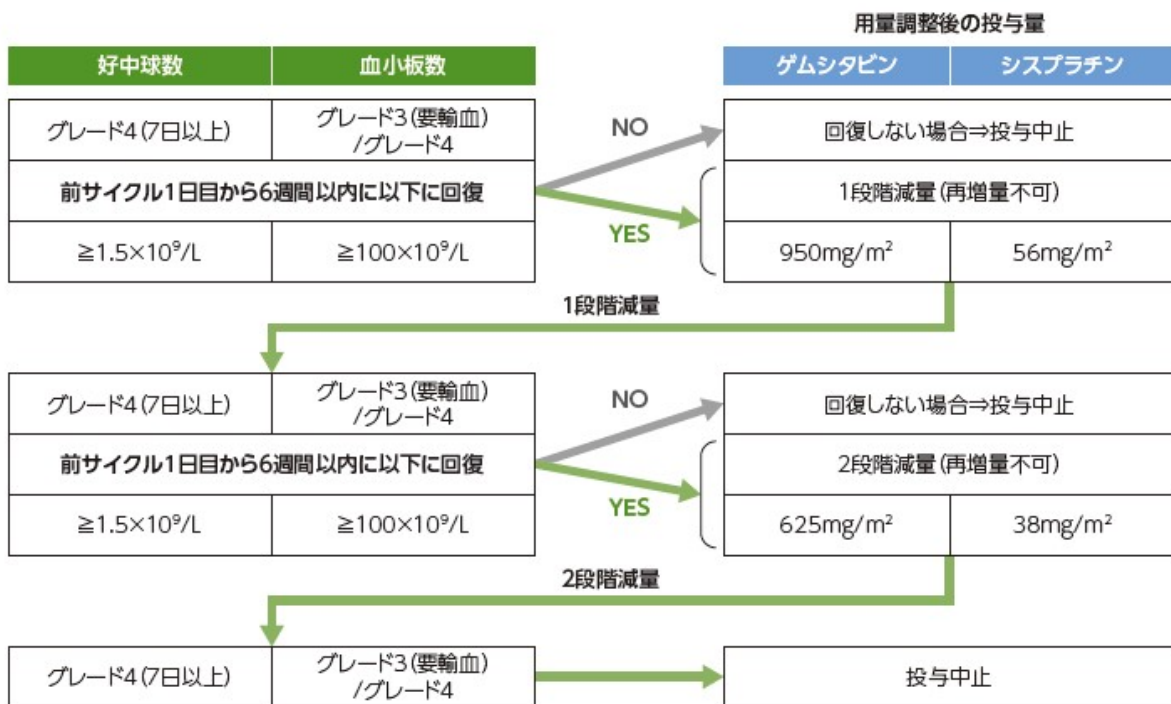 用量調整後の投与量
好中球数 血小板数 ゲムシタビン シスプラチン
グレード4(7日以上) グレード3(要輸血)
/グレード4
NO
回復しない場合⇒投与中止
前サイクル1日目から6週間以内に以下に回復
YES
1段階減量(再増量不可)
≧1.5×10⁹/L ≧100×10⁹/L 950mg/m² 56mg/m²
1段階減量
グレード4(7日以上) グレード3(要輸血)
/グレード4
NO
回復しない場合⇒投与中止
前サイクル1日目から6週間以内に以下に回復
YES
2段階減量(再増量不可)
≧1.5×10⁹/L ≧100×10⁹/L 625mg/m² 38mg/m²
2段階減量
グレード4(7日以上) グレード3(要輸血)
/グレード4
投与中止